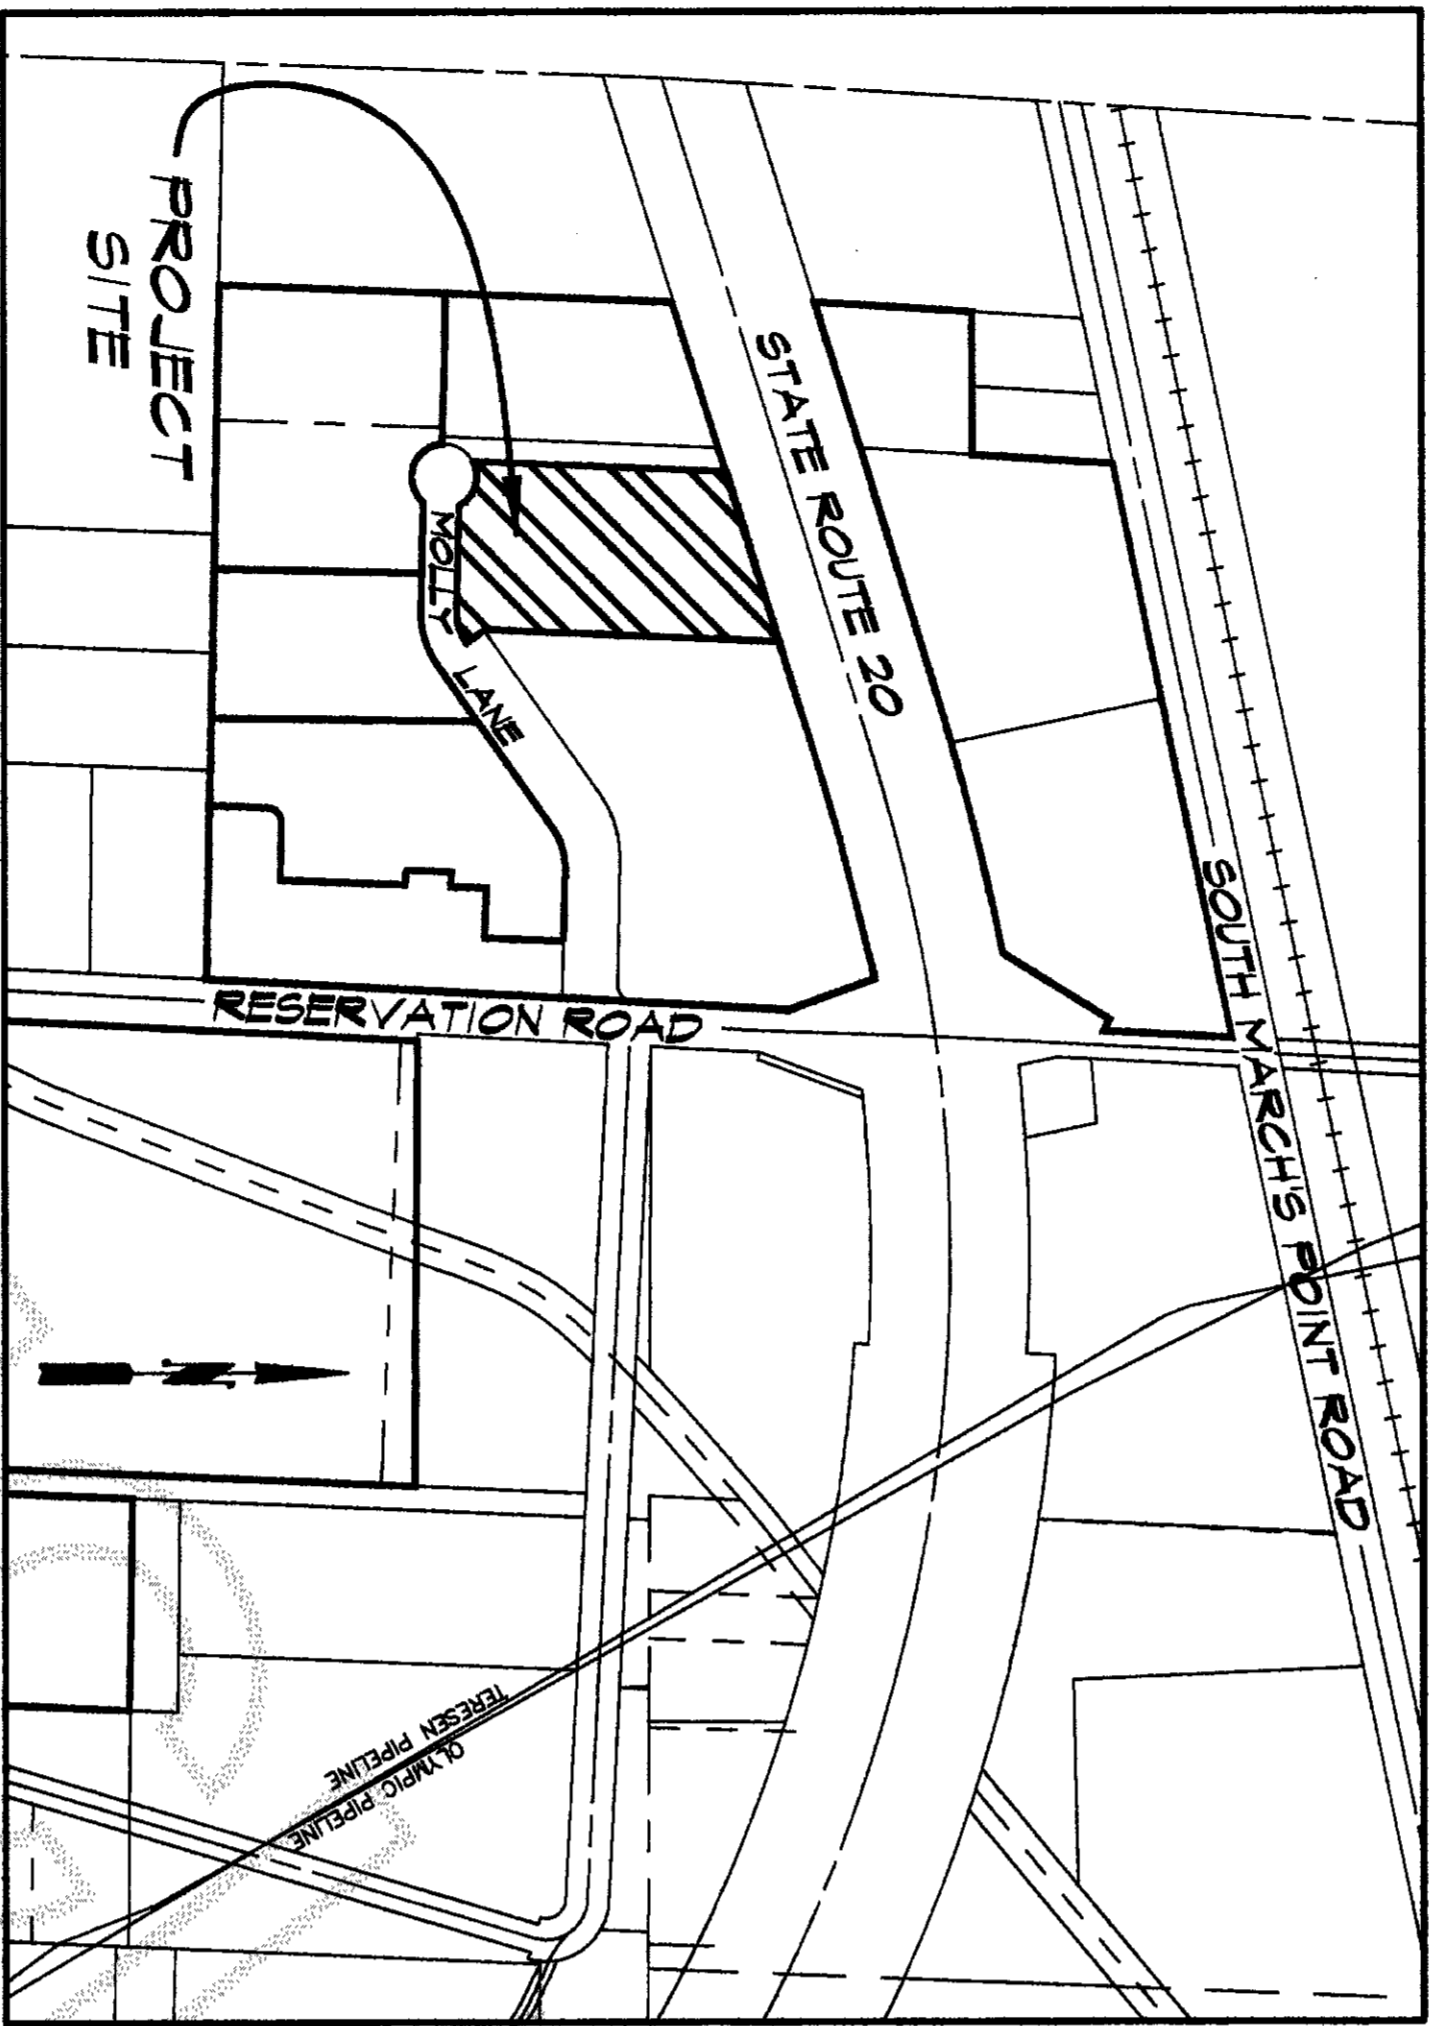 PROJECT
SITE
STATE ROUTE 20
MOLLY LANE
SOUTH MARCH'S POINT ROAD
RESERVATION ROAD
N
TERESEN PIPELINE
OLYMPIC PIPELINE